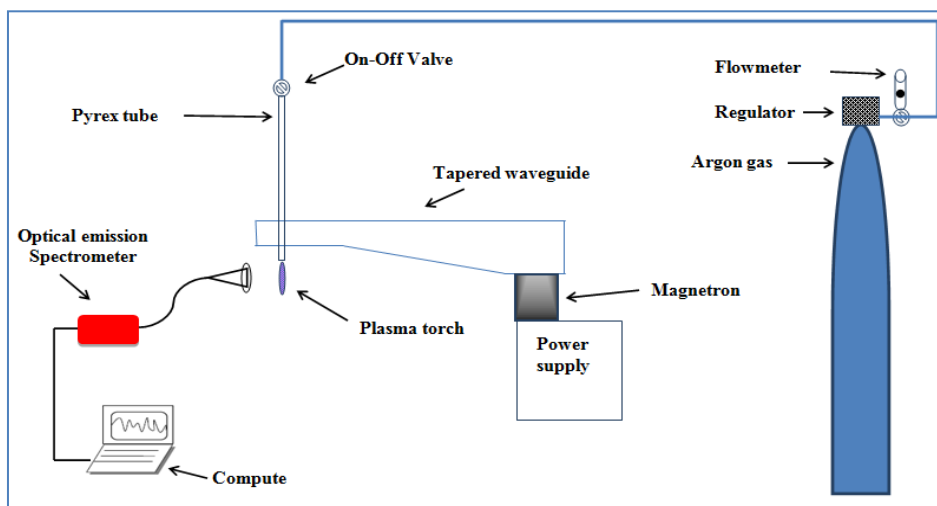 On-Off Valve
Flowmeter
Pyrex tube
Regulator
Argon gas
Tapered waveguide
Optical emission
Spectrometer
Magnetron
Plasma torch
Power
supply
Compute